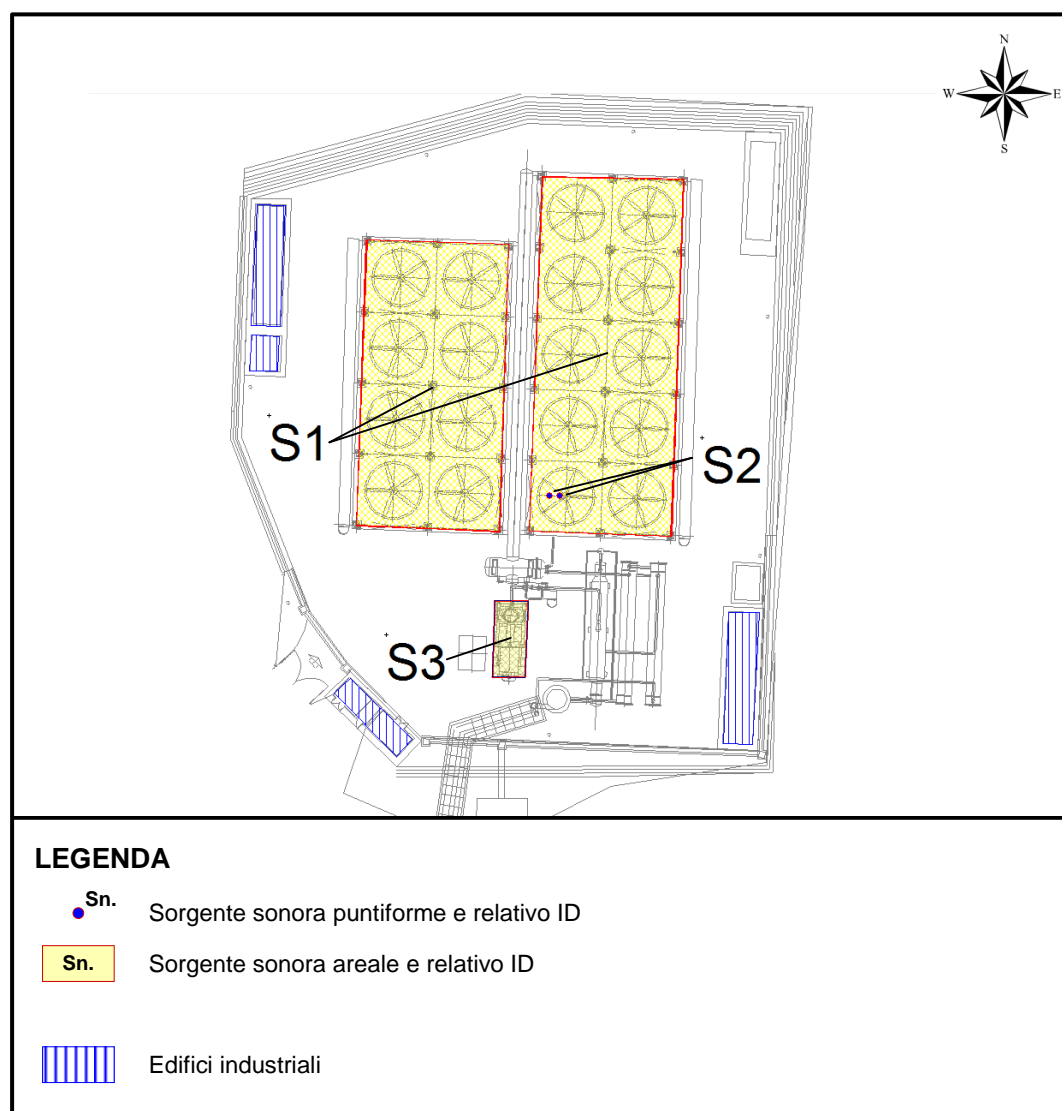 N
W
E
S
S1
S2
S3
LEGENDA
Sn.
Sorgente sonora puntiforme e relativo ID
Sn.
Sorgente sonora areale e relativo ID
Edifici industriali